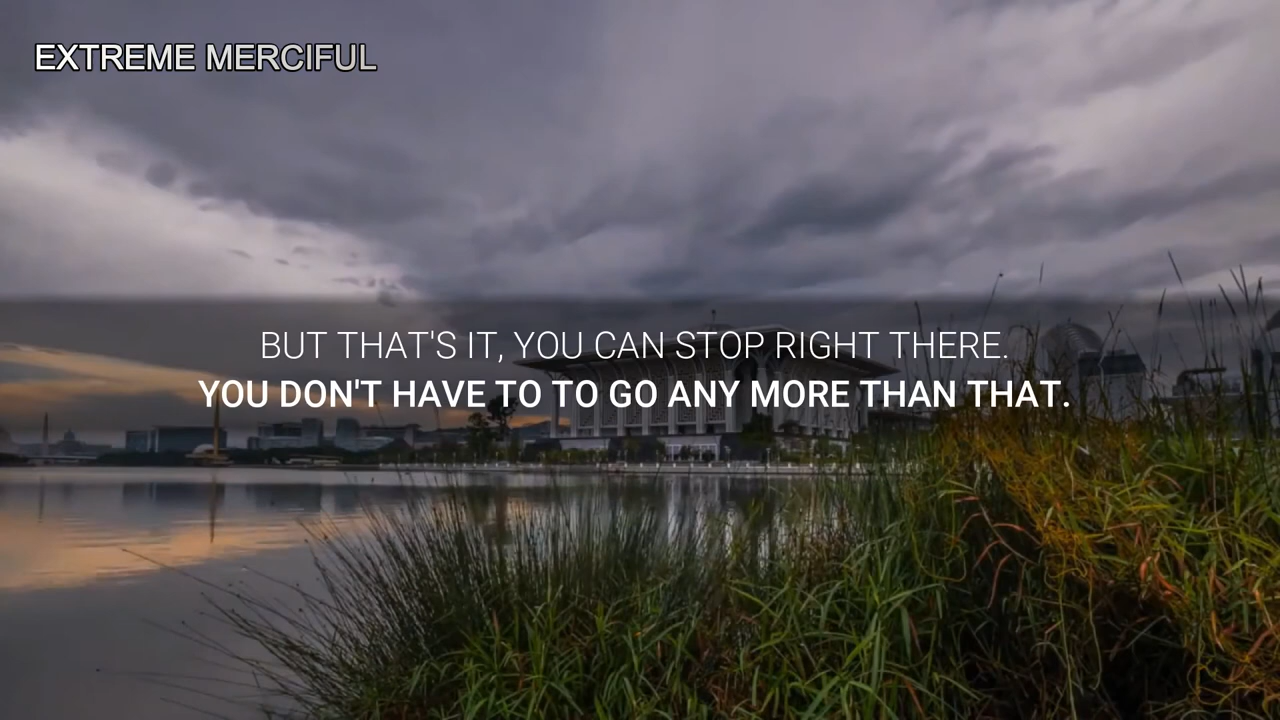 EXTREME MERCIFUL
BUT THAT'S IT, YOU CAN STOP RIGHT THERE.
YOU DON'T HAVE TO TO GO ANY MORE THAN THAT.